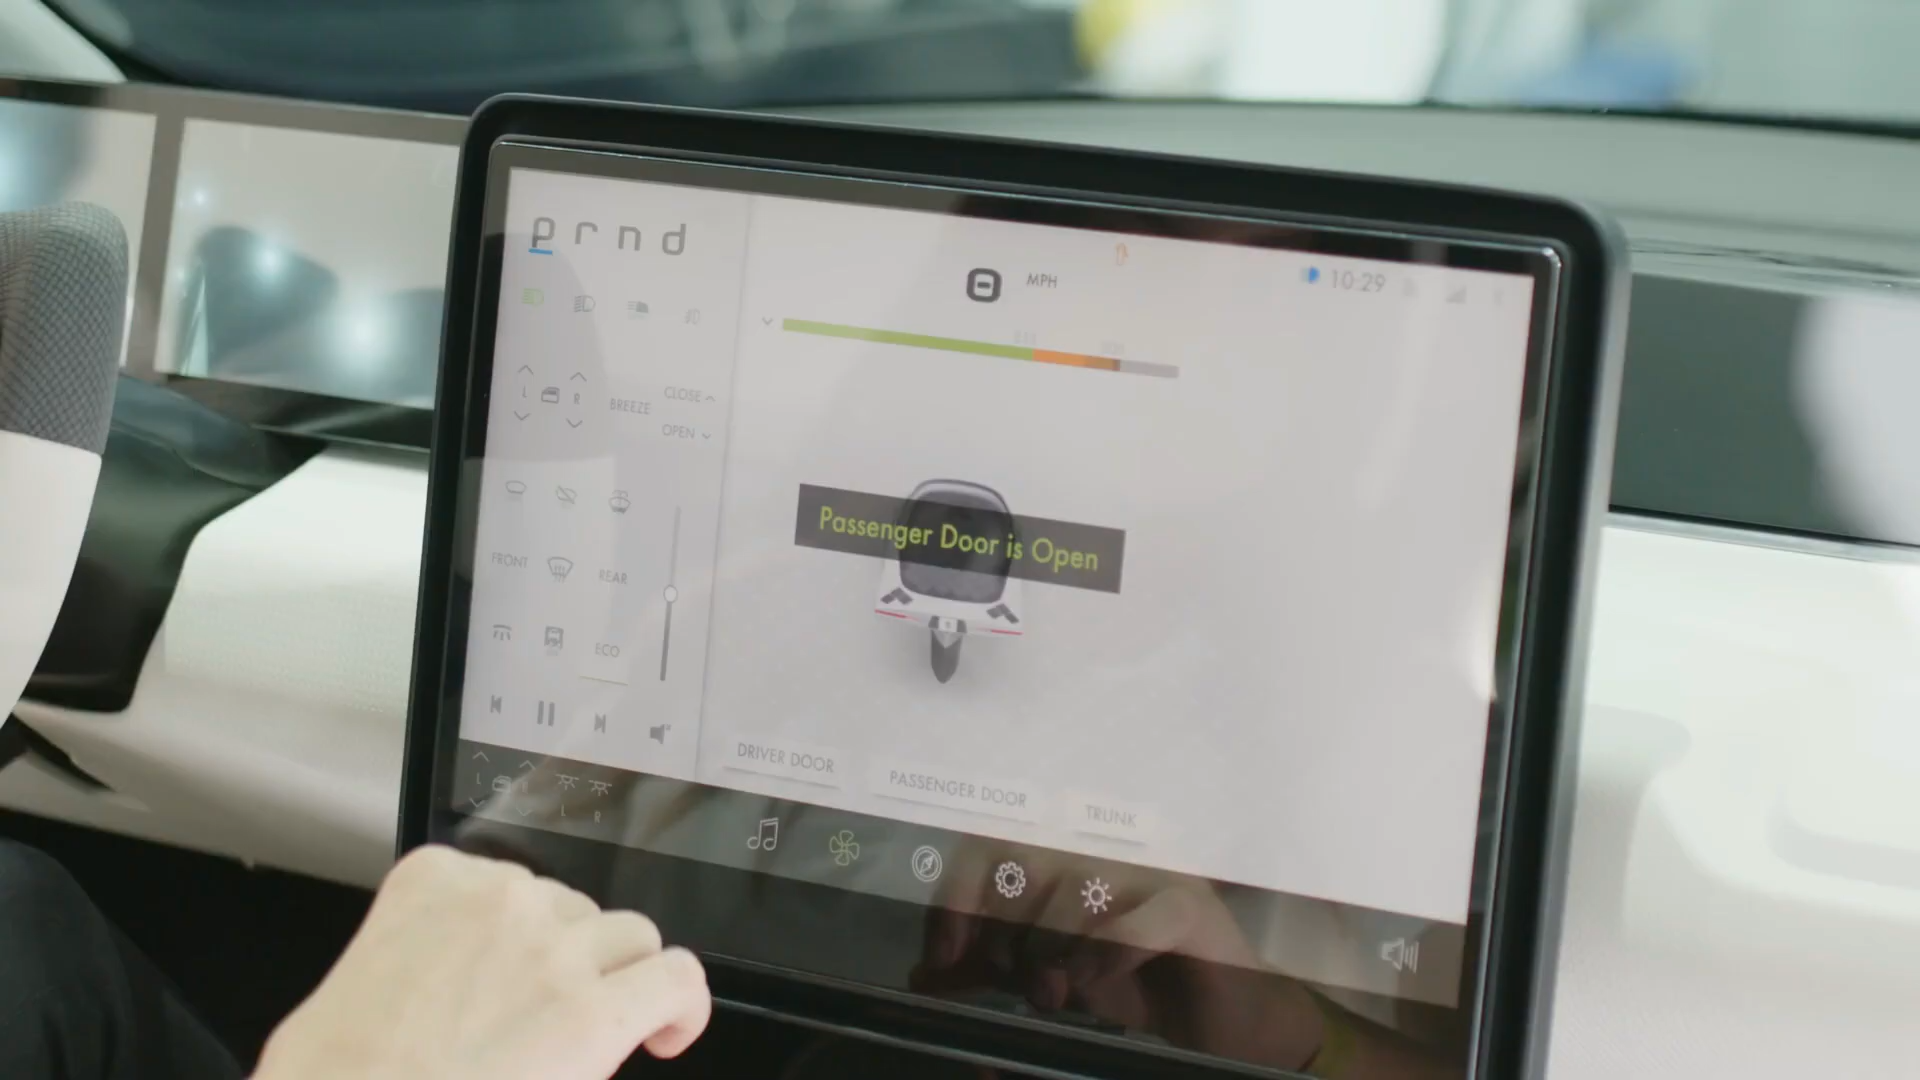 p r n d
MPH
10:29
L R
BREEZE
CLOSE
OPEN
Passenger Door is Open
FRONT
REAR
ECO
DRIVER DOOR
PASSENGER DOOR
TRUNK
L R
L R